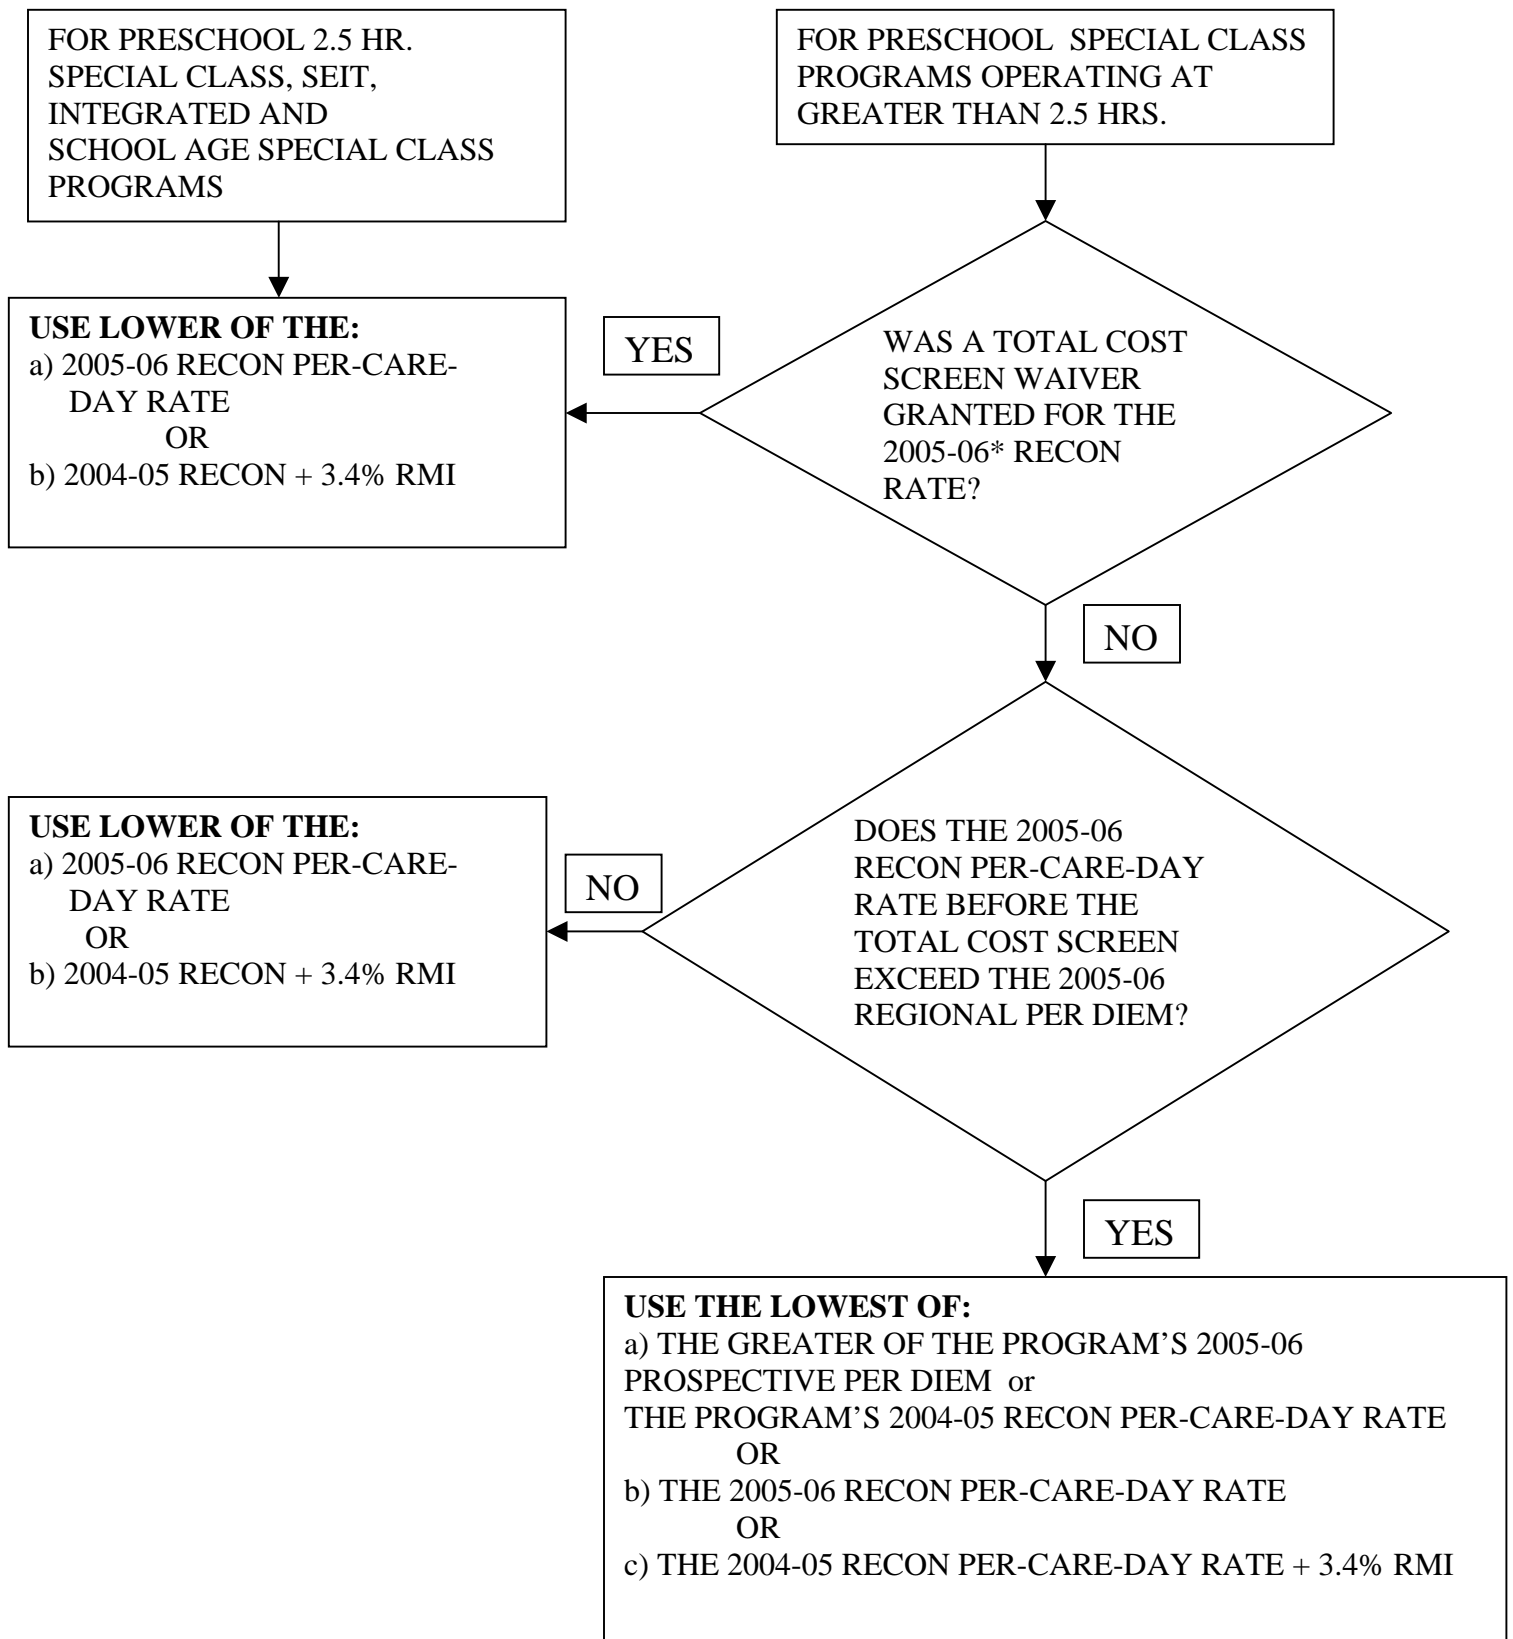 FOR PRESCHOOL 2.5 HR.
SPECIAL CLASS, SEIT,
INTEGRATED AND
SCHOOL AGE SPECIAL CLASS
PROGRAMS
FOR PRESCHOOL SPECIAL CLASS
PROGRAMS OPERATING AT
GREATER THAN 2.5 HRS.
USE LOWER OF THE:
a) 2005-06 RECON PER-CARE-
DAY RATE
OR
b) 2004-05 RECON + 3.4% RMI
YES
WAS A TOTAL COST
SCREEN WAIVER
GRANTED FOR THE
2005-06* RECON
RATE?
NO
USE LOWER OF THE:
a) 2005-06 RECON PER-CARE-
DAY RATE
OR
b) 2004-05 RECON + 3.4% RMI
NO
DOES THE 2005-06
RECON PER-CARE-DAY
RATE BEFORE THE
TOTAL COST SCREEN
EXCEED THE 2005-06
REGIONAL PER DIEM?
YES
USE THE LOWEST OF:
a) THE GREATER OF THE PROGRAM'S 2005-06
PROSPECTIVE PER DIEM or
THE PROGRAM'S 2004-05 RECON PER-CARE-DAY RATE
OR
b) THE 2005-06 RECON PER-CARE-DAY RATE
OR
c) THE 2004-05 RECON PER-CARE-DAY RATE + 3.4% RMI